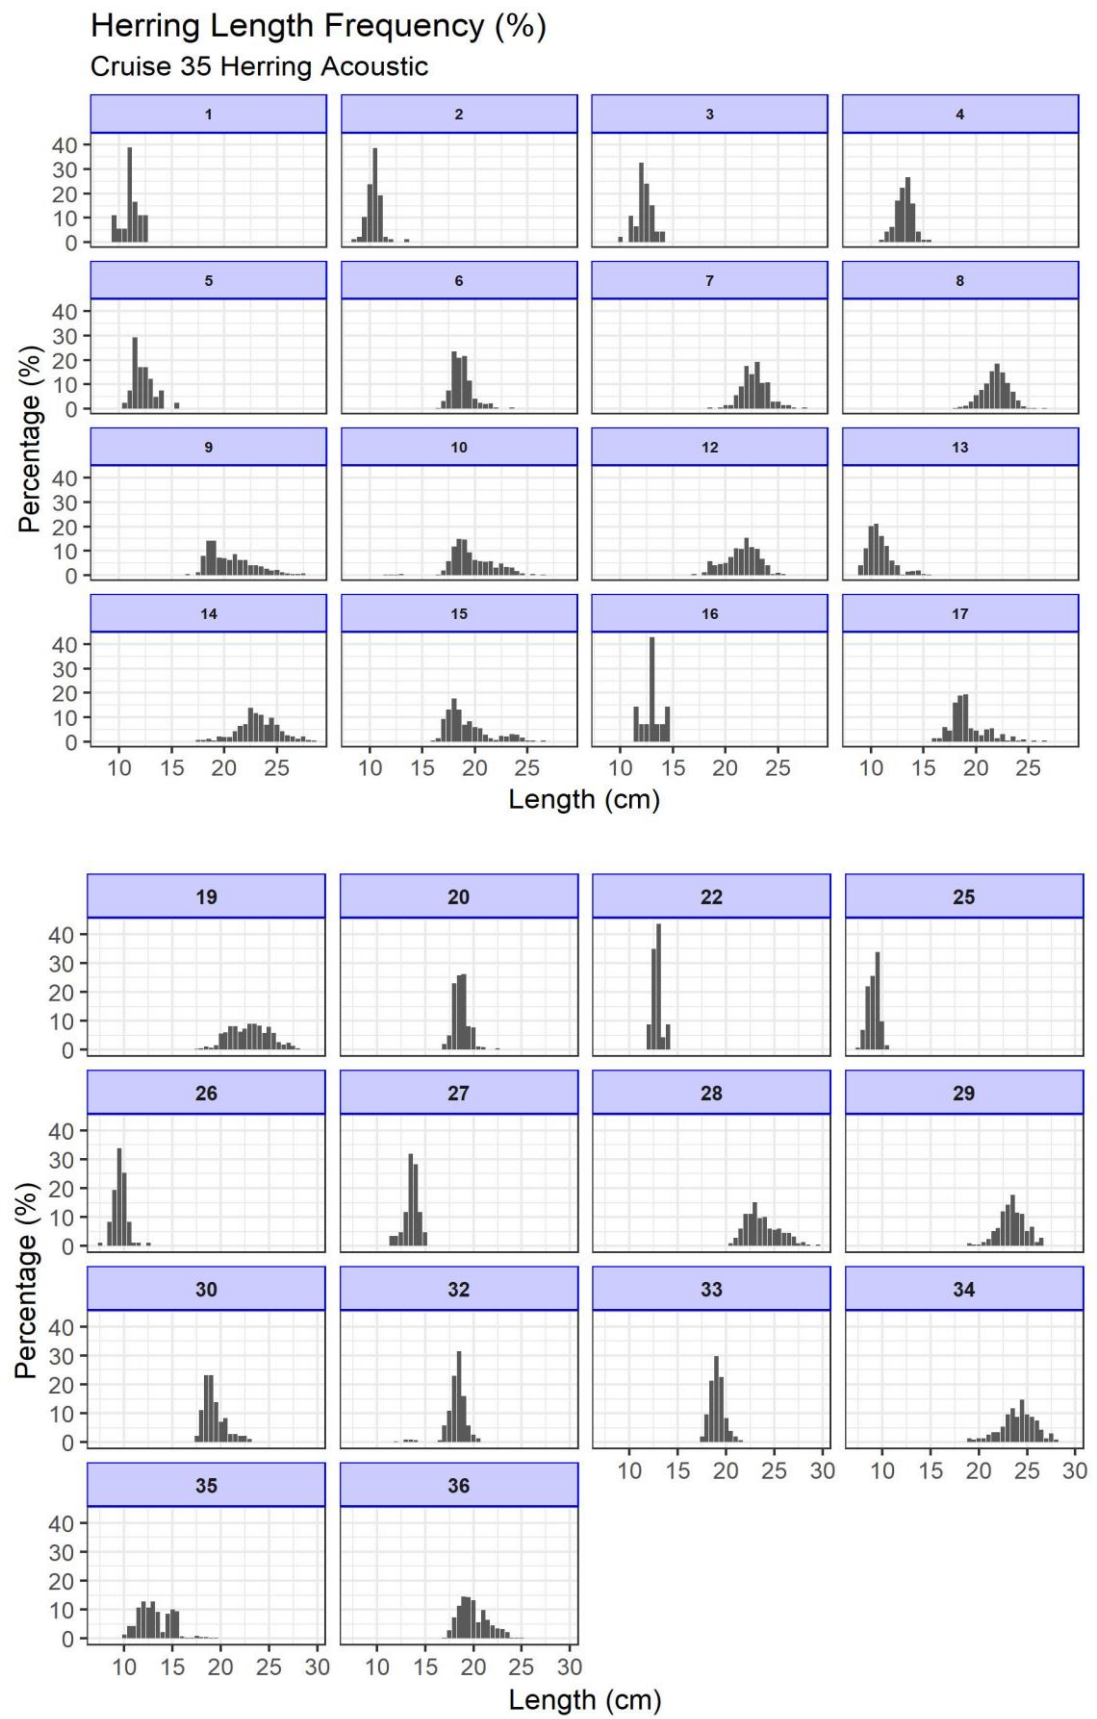 Herring Length Frequency (%)
Cruise 35 Herring Acoustic
1 2 3 4
40
30
20
10
0
5 6 7 8
40
30
20
10
0
9 10 12 13
40
30
20
10
0
14 15 16 17
40
30
20
10
0
10 15 20 25 10 15 20 25 10 15 20 25 10 15 20 25
Percentage (%)
Length (cm)
19 20 22 25
40
30
20
10
0
26 27 28 29
40
30
20
10
0
30 32 33 34
40
30
20
10
0
10 15 20 25 30 10 15 20 25 30
35 36
40
30
20
10
0
10 15 20 25 30 10 15 20 25 30
Percentage (%)
Length (cm)